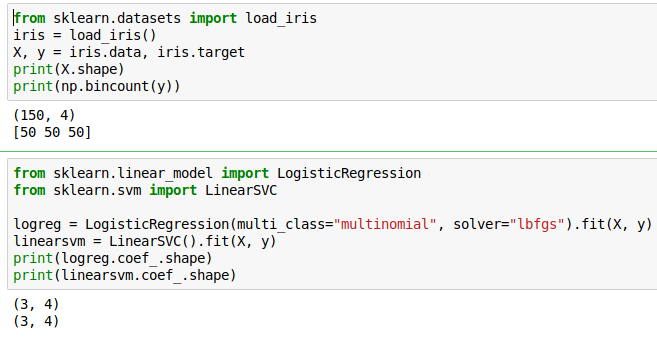 from sklearn.datasets import load_iris
iris = load_iris()
X, y = iris.data, iris.target
print(X.shape)
print(np.bincount(y))
(150, 4)
[50 50 50]
from sklearn.linear_model import LogisticRegression
from sklearn.svm import LinearSVC
logreg = LogisticRegression(multi_class="multinomial", solver="lbfgs").fit(X, y)
linearsvm = LinearSVC().fit(X, y)
print(logreg.coef_.shape)
print(linearsvm.coef_.shape)
(3, 4)
(3, 4)